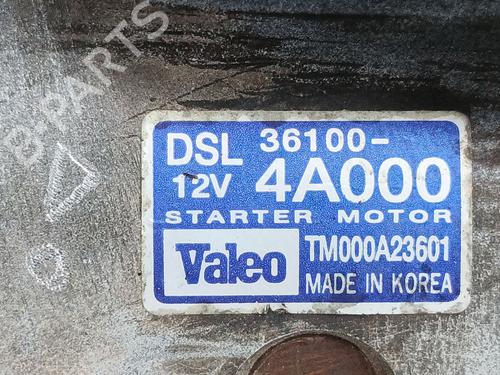 B-PARTS
DSL 36100-
12V 4A000
STARTER MOTOR
Valeo TM000A23601
MADE IN KOREA